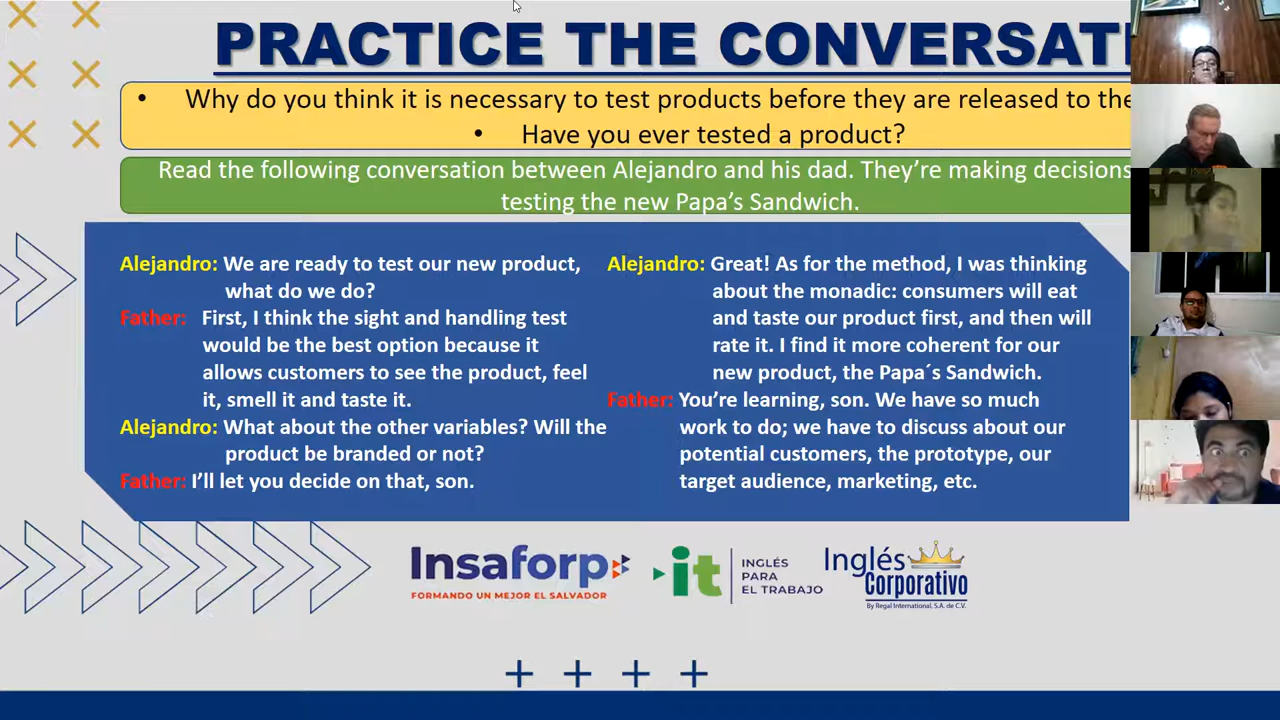 PRACTICE THE CONVERSATI
• Why do you think it is necessary to test products before they are released to the
• Have you ever tested a product?
Read the following conversation between Alejandro and his dad. They’re making decisions
testing the new Papa’s Sandwich.
Alejandro: We are ready to test our new product,
what do we do?
Father: First, I think the sight and handling test
would be the best option because it
allows customers to see the product, feel
it, smell it and taste it.
Alejandro: What about the other variables? Will the
product be branded or not?
Father: I’ll let you decide on that, son.
Alejandro: Great! As for the method, I was thinking
about the monadic: consumers will eat
and taste our product first, and then will
rate it. I find it more coherent for our
new product, the Papa´s Sandwich.
Father: You’re learning, son. We have so much
work to do; we have to discuss about our
potential customers, the prototype, our
target audience, marketing, etc.
Insaforp
FORMANDO UN MEJOR EL SALVADOR
it
INGLÉS
PARA
EL TRABAJO
Inglés
Corporativo
By Regal International, S.A. de C.V.